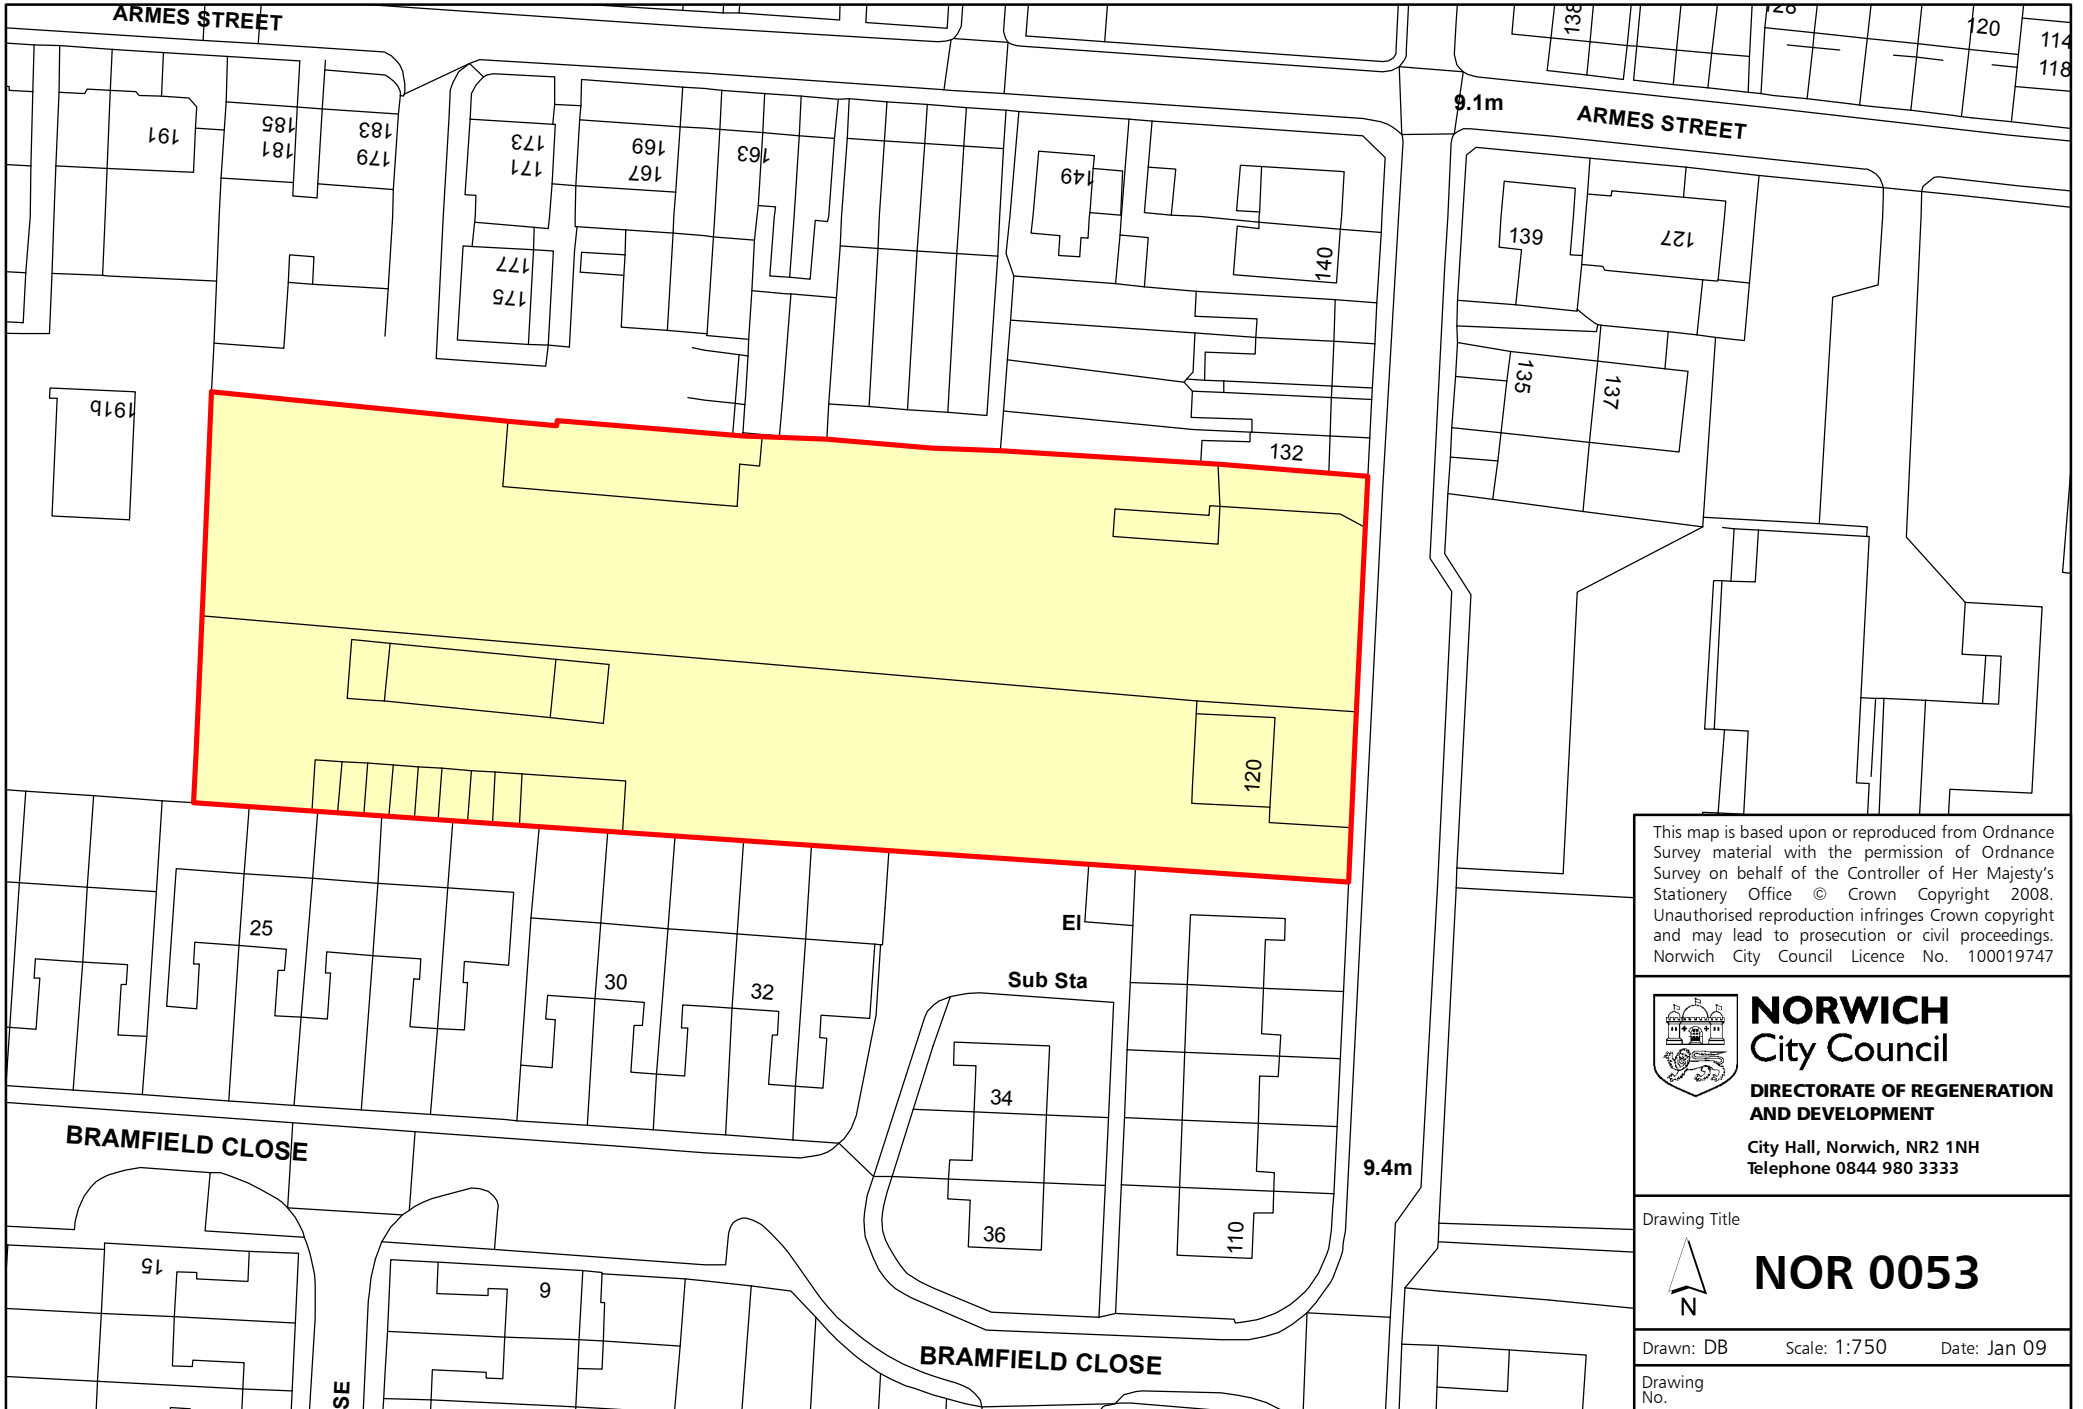 ARMES STREET
138
128
120
114
118
9.1m
ARMES STREET
191
185
181
183
179
173
171
169
167
163
149
140
139
127
177
175
135
137
191b
132
120
25
30
32
El
Sub Sta
34
36
110
9.4m
BRAMFIELD CLOSE
15
9
SE
BRAMFIELD CLOSE
This map is based upon or reproduced from Ordnance
Survey material with the permission of Ordnance
Survey on behalf of the Controller of Her Majesty's
Stationery Office © Crown Copyright 2008.
Unauthorised reproduction infringes Crown copyright
and may lead to prosecution or civil proceedings.
Norwich City Council Licence No. 100019747
NORWICH
City Council
DIRECTORATE OF REGENERATION
AND DEVELOPMENT
City Hall, Norwich, NR2 1NH
Telephone 0844 980 3333
Drawing Title
N
NOR 0053
Drawn: DB Scale: 1:750 Date: Jan 09
Drawing
No.